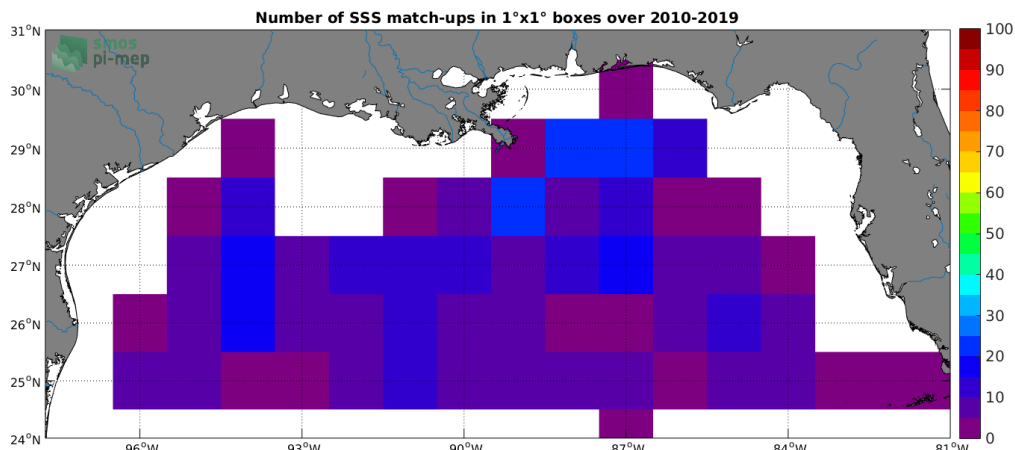 Number of SSS match-ups in 1°x1° boxes over 2010-2019
smos
pi-mep
31°N
30°N
29°N
28°N
27°N
26°N
25°N
24°N
96°W
93°W
90°W
87°W
84°W
81°W
100
90
80
70
60
50
40
30
20
10
0